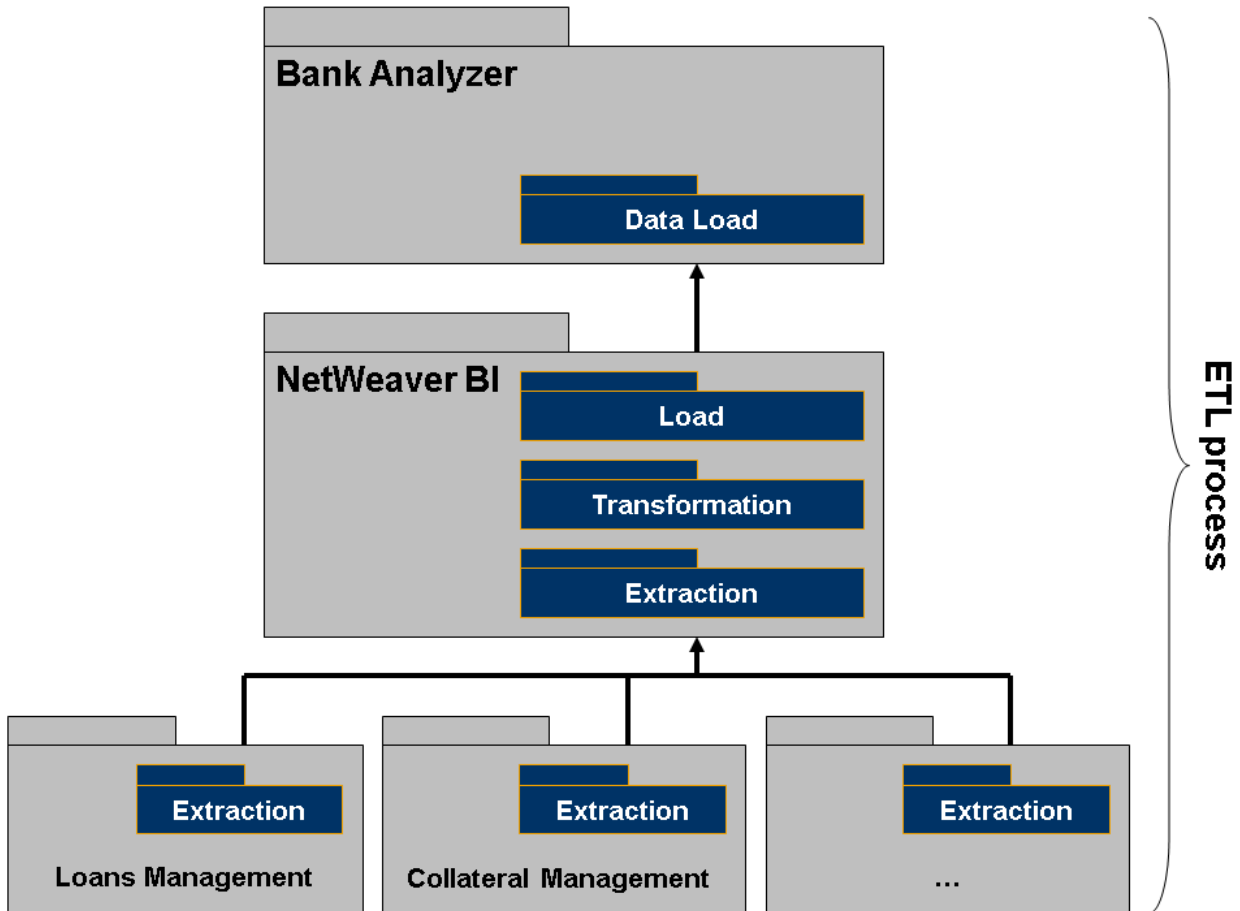 Bank Analyzer
Data Load
NetWeaver BI
Load
Transformation
Extraction
Extraction
Loans Management
Extraction
Collateral Management
Extraction
...
ETL process